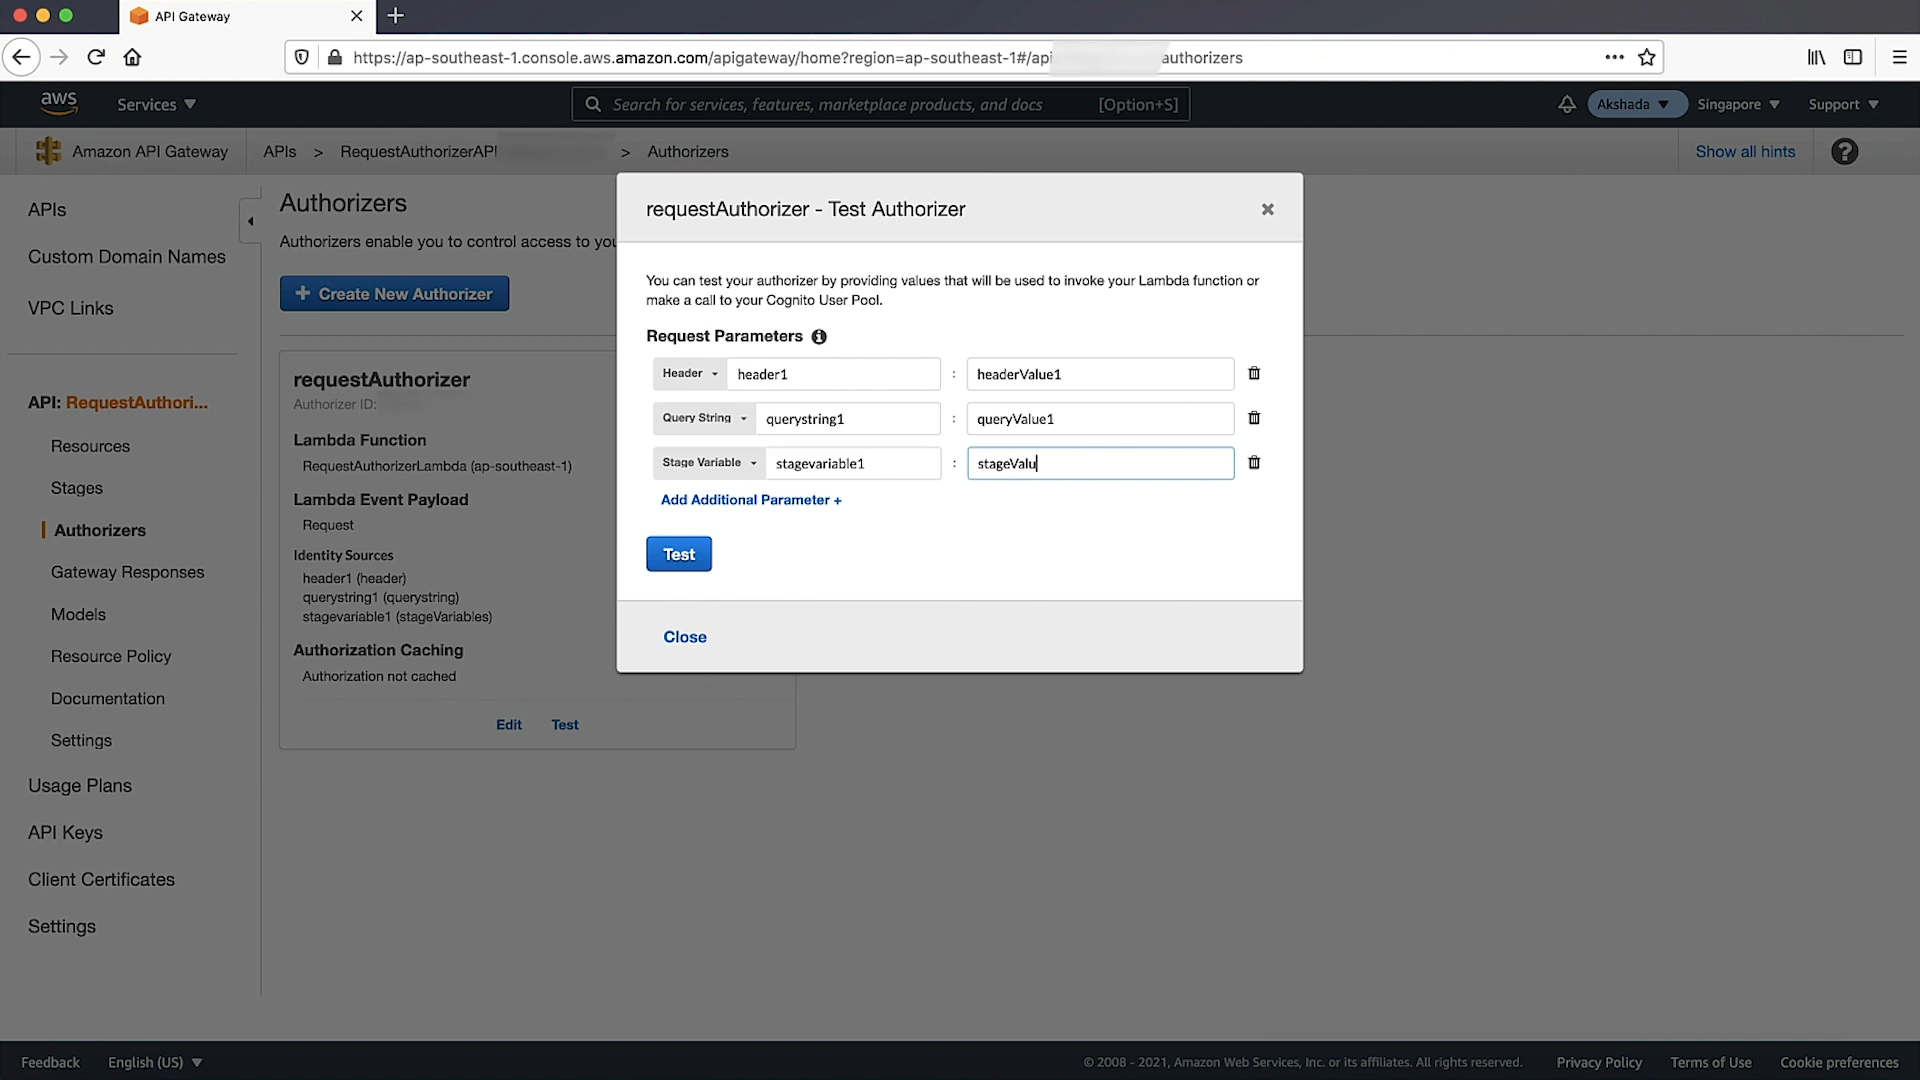 API Gateway
https://ap-southeast-1.console.aws.amazon.com/apigateway/home?region=ap-southeast-1#/api authorizers
aws Services Search for services, features, marketplace products, and docs [Option+S] Akshada Singapore Support
Amazon API Gateway APIs > RequestAuthorizerAPI > Authorizers Show all hints ?
APIs
Custom Domain Names
VPC Links
API: RequestAuthori...
Resources
Stages
Authorizers
Gateway Responses
Models
Resource Policy
Documentation
Settings
Usage Plans
API Keys
Client Certificates
Settings
Authorizers
Authorizers enable you to control access to you
+ Create New Authorizer
requestAuthorizer
Authorizer ID:
Lambda Function
RequestAuthorizerLambda (ap-southeast-1)
Lambda Event Payload
Request
Identity Sources
header1 (header)
querystring1 (querystring)
stagevariable1 (stageVariables)
Authorization Caching
Authorization not cached
Edit Test
requestAuthorizer - Test Authorizer
You can test your authorizer by providing values that will be used to invoke your Lambda function or
make a call to your Cognito User Pool.
Request Parameters
Header header1 : headerValue1
Query String querystring1 : queryValue1
Stage Variable stagevariable1 : stageValu
Add Additional Parameter +
Test
Close
Feedback English (US) © 2008 - 2021, Amazon Web Services, Inc. or its affiliates. All rights reserved. Privacy Policy Terms of Use Cookie preferences